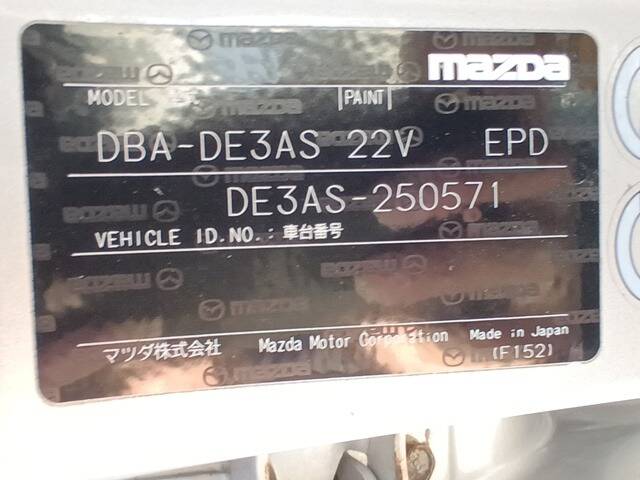 mazda
MODEL PAINT
DBA-DE3AS 22V EPD
DE3AS-250571
VEHICLE ID.NO.:車台番号
マツダ株式会社 Mazda Motor Corporation Made in Japan
(F152)